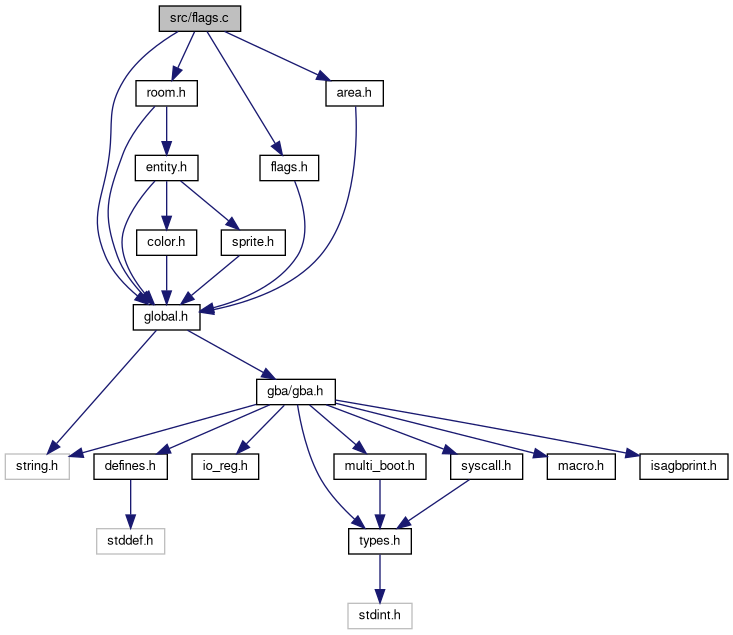 src/flags.c
room.h
area.h
entity.h
flags.h
color.h
sprite.h
global.h
gba/gba.h
string.h
defines.h
io_reg.h
multi_boot.h
syscall.h
macro.h
isagbprint.h
stddef.h
types.h
stdint.h